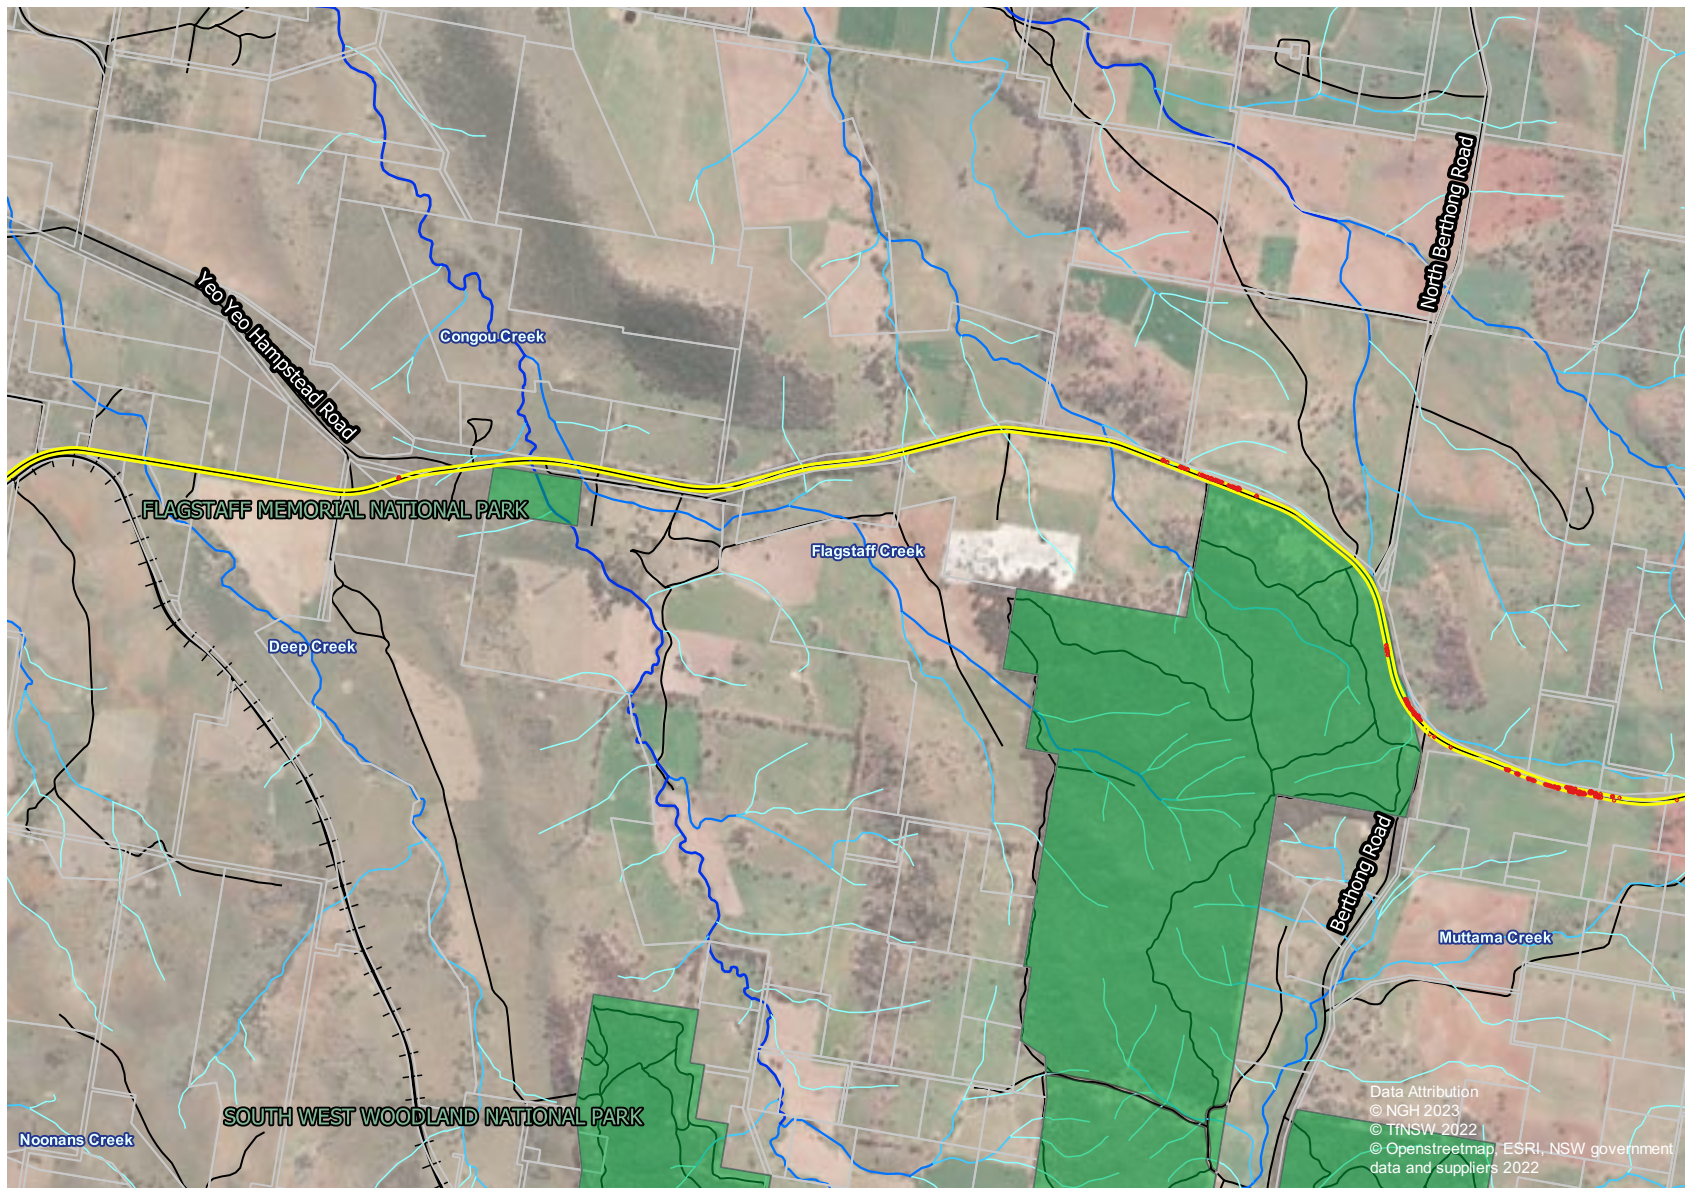 North Berthong Road
Yeo Yeo Hampstead Road
Congou Creek
FLAGSTAFF MEMORIAL NATIONAL PARK
Flagstaff Creek
Deep Creek
Berthong Road
Muttama Creek
SOUTH WEST WOODLAND NATIONAL PARK
Noonans Creek
Data Attribution
© NGH 2023
© TfNSW 2022
© Openstreetmap, ESRI, NSW government
data and suppliers 2022